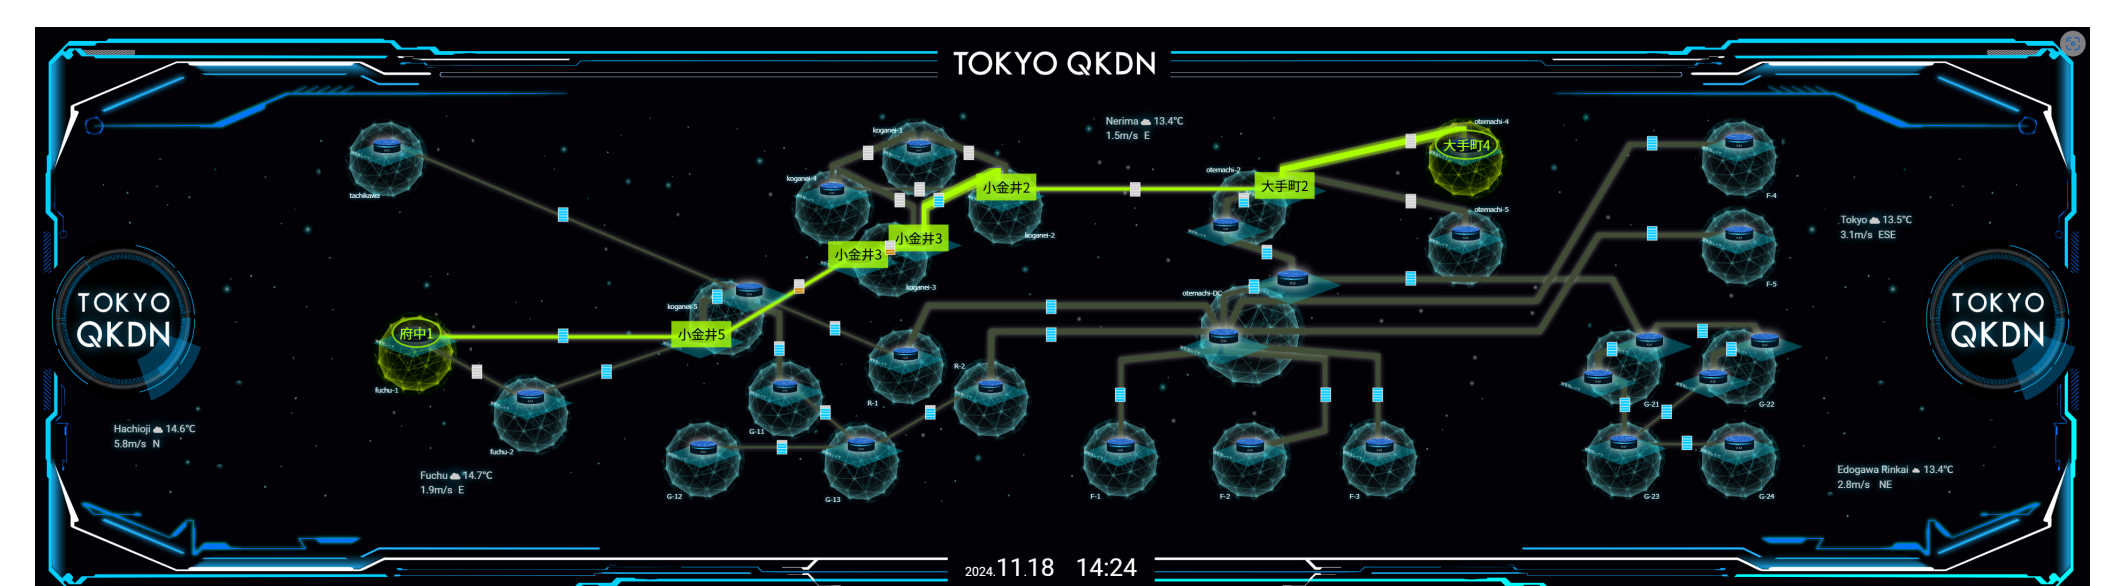 TOKYO QKDN
koganei-1
Nerima 13.4℃
1.5m/s E
otemachi-4
大手町4
tachikawa
koganei-4
小金井2
koganei-2
otemachi-2
大手町2
otemachi-5
F-4
Tokyo 13.5℃
3.1m/s ESE
小金井3
小金井3
koganei-3
F-5
TOKYO
QKDN
koganei-5
otemachi-DC
TOKYO
QKDN
府中1
小金井5
fuchu-1
R-2
R-1
G-21
G-22
Hachioji 14.6℃
5.8m/s N
G-11
fuchu-2
Fuchu 14.7℃
1.9m/s E
G-12
G-13
F-1
F-2
F-3
G-23
G-24
Edogawa Rinkai 13.4℃
2.8m/s NE
2024.11.18 14:24